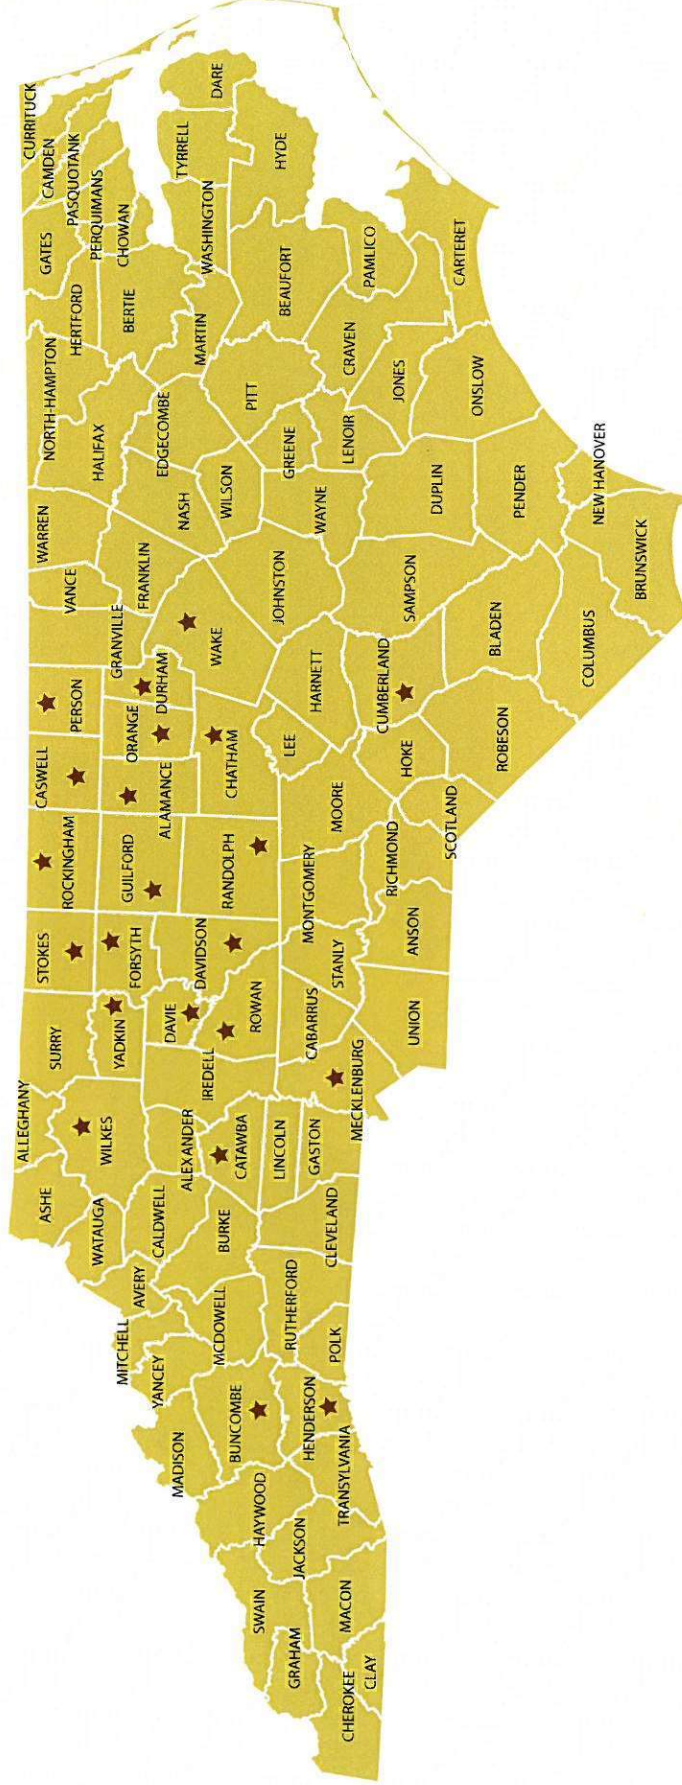 CHEROKEE
CLAY
GRAHAM
MACON
SWAIN
JACKSON
HAYWOOD
TRANSYLVANIA
MADISON
BUNCOMBE
HENDERSON
YANCEY
MITCHELL
MCDOWELL
POLK
RUTHERFORD
AVERY
BURKE
CLEVELAND
CALDWELL
WATAUGA
ASHE
ALLEGHANY
WILKES
ALEXANDER
CATAWBA
LINCOLN
GASTON
MECKLENBURG
IREDELL
SURRY
YADKIN
DAVIE
ROWAN
CABARRUS
UNION
STANLY
STOKES
FORSYTH
DAVIDSON
ANSON
MONTGOMERY
ROCKINGHAM
GUILFORD
RANDOLPH
RICHMOND
SCOTLAND
MOORE
CASWELL
ALAMANCE
CHATHAM
HOKE
LEE
ROBESON
PERSON
ORANGE
DURHAM
HARNETT
CUMBERLAND
BLADEN
COLUMBUS
GRANVILLE
WAKE
JOHNSTON
SAMPSON
VANCE
FRANKLIN
WARREN
NASH
WILSON
WAYNE
DUPLIN
PENDER
BRUNSWICK
NEW HANOVER
HALIFAX
EDGECOMBE
GREENE
LENOIR
JONES
ONSLOW
NORTH-HAMPTON
PITT
MARTIN
CRAVEN
HERTFORD
BERTIE
BEAUFORT
PAMLICO
CARTERET
GATES
CHOWAN
PERQUIMANS
PASQUOTANK
CAMDEN
CURRITUCK
WASHINGTON
TYRRELL
HYDE
DARE